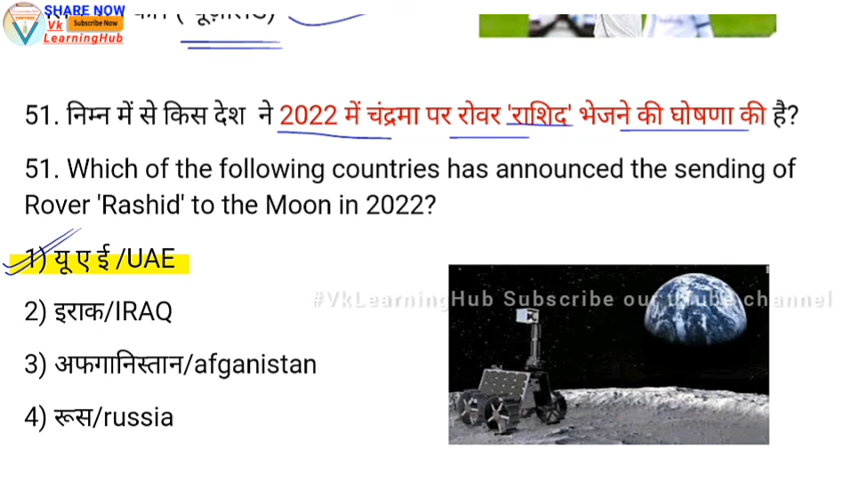 SHARE NOW
Vk Subscribe Now
LearningHub
51. निम्न में से किस देश ने 2022 में चंद्रमा पर रोवर 'राशिद' भेजने की घोषणा की है?
51. Which of the following countries has announced the sending of
Rover 'Rashid' to the Moon in 2022?
1) यू ए ई /UAE
#VkLearningHub Subscribe our utube channel
2) इराक/IRAQ
3) अफगानिस्तान/afganistan
4) रूस/russia